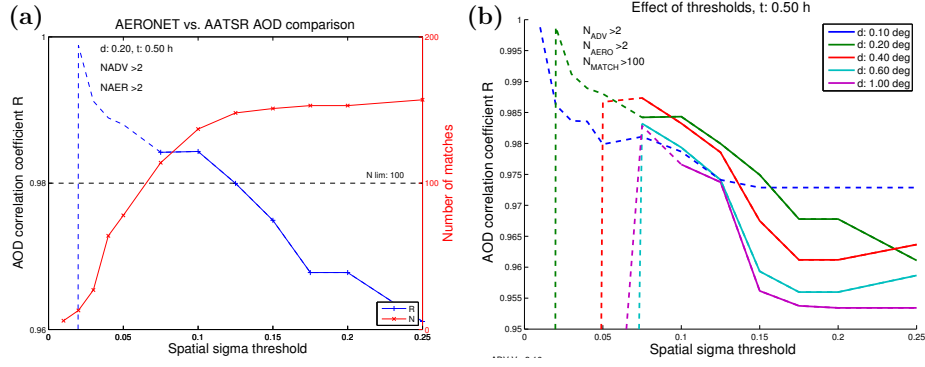 (a)
AERONET vs. AATSR AOD comparison
d: 0.20, t: 0.50 h
NADV >2
NAER >2
N lim: 100
AOD correlation coefficient R
1
0.98
0.96
Number of matches
200
100
0
R
N
0 0.05 0.1 0.15 0.2 0.25
Spatial sigma threshold
(b)
Effect of thresholds, t: 0.50 h
N_ADV >2
N_AERO >2
N_MATCH >100
d: 0.10 deg
d: 0.20 deg
d: 0.40 deg
d: 0.60 deg
d: 1.00 deg
AOD correlation coefficient R
1
0.995
0.99
0.985
0.98
0.975
0.97
0.965
0.96
0.955
0.95
0 0.05 0.1 0.15 0.2 0.25
Spatial sigma threshold